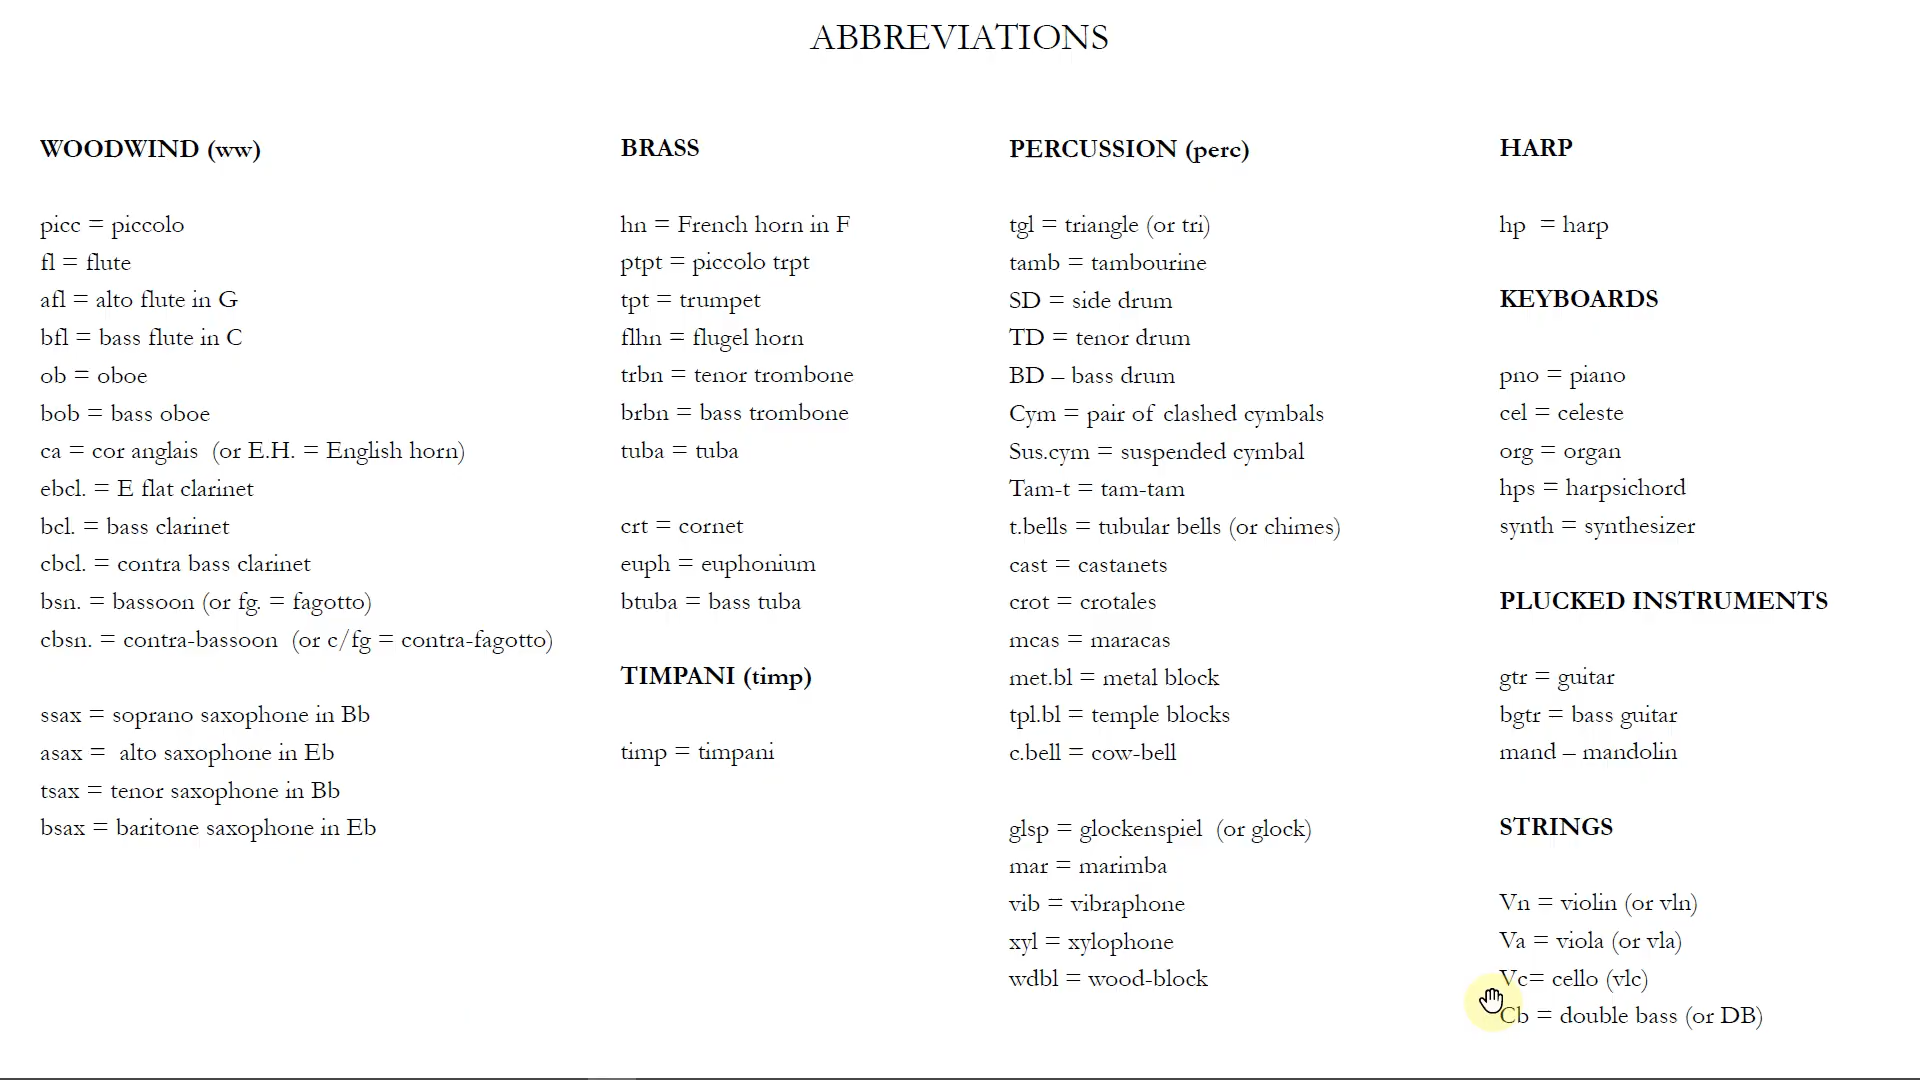 ABBREVIATIONS
WOODWIND (ww)
picc = piccolo
fl = flute
afl = alto flute in G
bfl = bass flute in C
ob = oboe
bob = bass oboe
ca = cor anglais  (or E.H. = English horn)
ebcl. = E flat clarinet
bcl. = bass clarinet
cbcl. = contra bass clarinet
bsn. = bassoon (or fg. = fagotto)
cbsn. = contra-bassoon  (or c/fg = contra-fagotto)
ssax = soprano saxophone in Bb
asax =  alto saxophone in Eb
tsax = tenor saxophone in Bb
bsax = baritone saxophone in Eb
BRASS
hn = French horn in F
ptpt = piccolo trpt
tpt = trumpet
flhn = flugel horn
trbn = tenor trombone
brbn = bass trombone
tuba = tuba
crt = cornet
euph = euphonium
btuba = bass tuba
TIMPANI (timp)
timp = timpani
PERCUSSION (perc)
tgl = triangle (or tri)
tamb = tambourine
SD = side drum
TD = tenor drum
BD – bass drum
Cym = pair of clashed cymbals
Sus.cym = suspended cymbal
Tam-t = tam-tam
t.bells = tubular bells (or chimes)
cast = castanets
crot = crotales
mcas = maracas
met.bl = metal block
tpl.bl = temple blocks
c.bell = cow-bell
glsp = glockenspiel  (or glock)
mar = marimba
vib = vibraphone
xyl = xylophone
wdbl = wood-block
HARP
hp  = harp
KEYBOARDS
pno = piano
cel = celeste
org = organ
hps = harpsichord
synth = synthesizer
PLUCKED INSTRUMENTS
gtr = guitar
bgtr = bass guitar
mand – mandolin
STRINGS
Vn = violin (or vln)
Va = viola (or vla)
Vc= cello (vlc)
Cb = double bass (or DB)